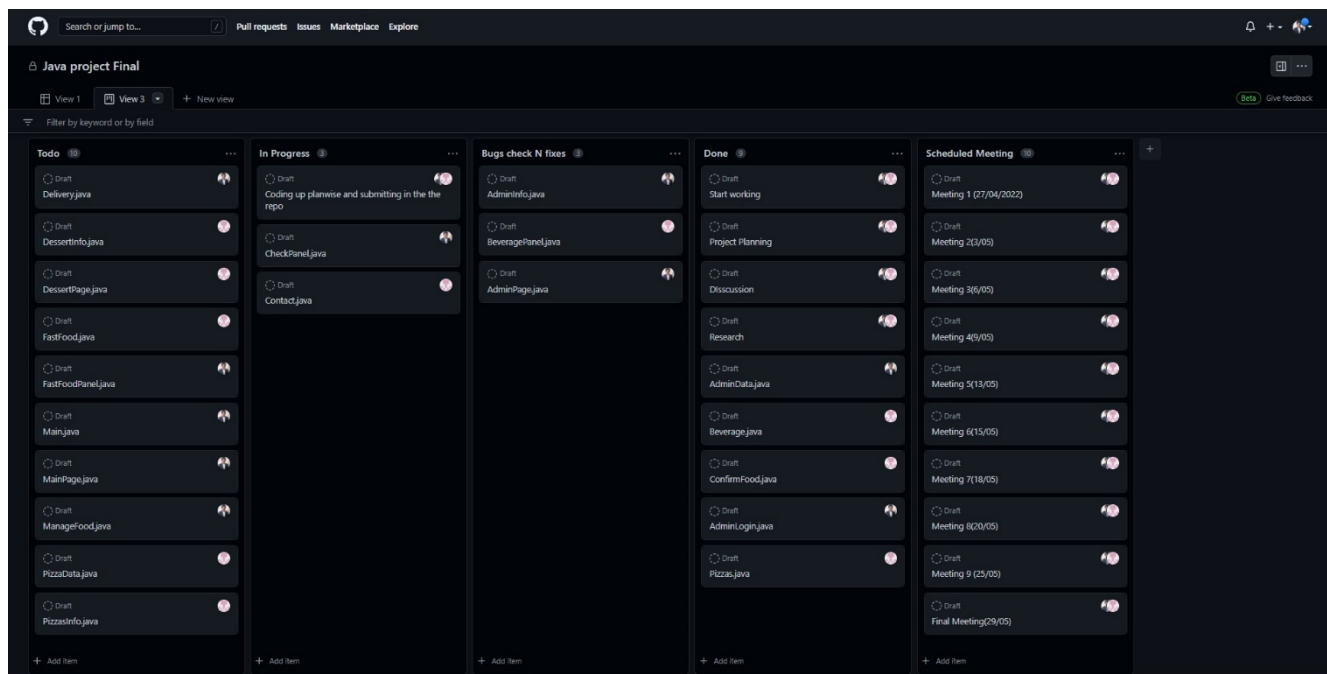 Search or jump to...
/
Pull requests Issues Marketplace Explore
Java project Final
View 1
View 3
+ New view
Beta Give feedback
Filter by keyword or by field
Todo 10
Draft
Delivery.java
Draft
DessertInfo.java
Draft
DessertPage.java
Draft
FastFood.java
Draft
FastFoodPanel.java
Draft
Main.java
Draft
MainPage.java
Draft
ManageFood.java
Draft
PizzaData.java
Draft
PizzasInfo.java
+ Add item
In Progress 3
Draft
Coding up planwise and submitting in the the
repo
Draft
CheckPanel.java
Draft
Contact.java
+ Add item
Bugs check N fixes 3
Draft
AdminInfo.java
Draft
BeveragePanel.java
Draft
AdminPage.java
+ Add item
Done 9
Draft
Start working
Draft
Project Planning
Draft
DIsscussion
Draft
Research
Draft
AdminData.java
Draft
Beverage.java
Draft
ConfirmFood.java
Draft
AdminLogin.java
Draft
Pizzas.java
+ Add item
Scheduled Meeting 10
Draft
Meeting 1 (27/04/2022)
Draft
Meeting 2(3/05)
Draft
Meeting 3(6/05)
Draft
Meeting 4(9/05)
Draft
Meeting 5(13/05)
Draft
Meeting 6(15/05)
Draft
Meeting 7(18/05)
Draft
Meeting 8(20/05)
Draft
Meeting 9 (25/05)
Draft
Final Meeting(29/05)
+ Add item